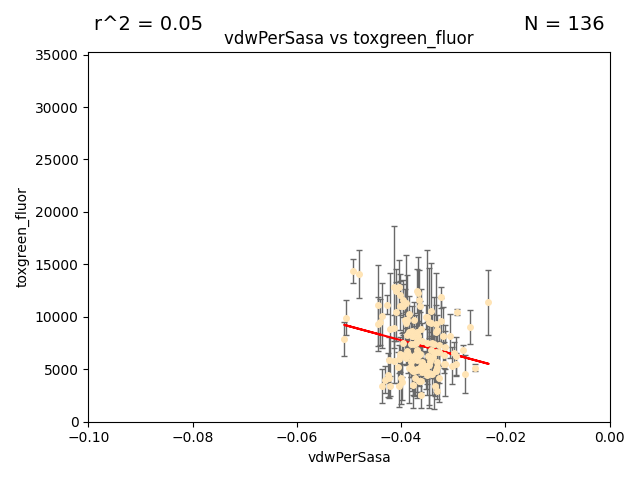 r^2 = 0.05
N = 136
vdwPerSasa vs toxgreen_fluor
35000
30000
25000
20000
15000
10000
5000
0
toxgreen_fluor
−0.10
−0.08
−0.06
−0.04
−0.02
0.00
vdwPerSasa